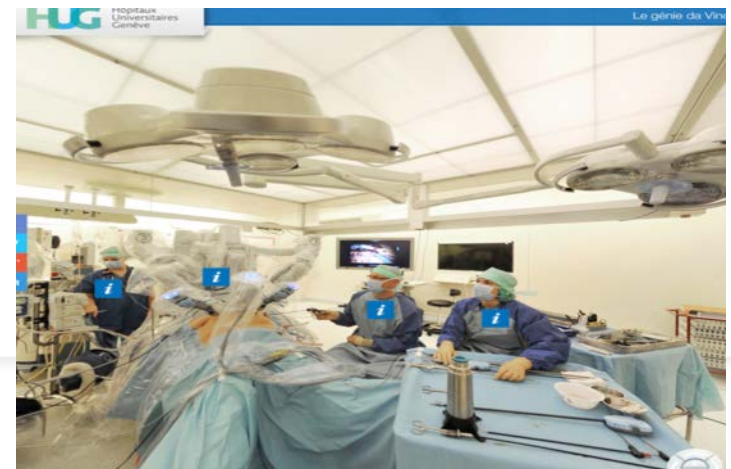 HUG
Hôpitaux
Universitaires
Genève
Le génie da Vinc
i
i
i
i